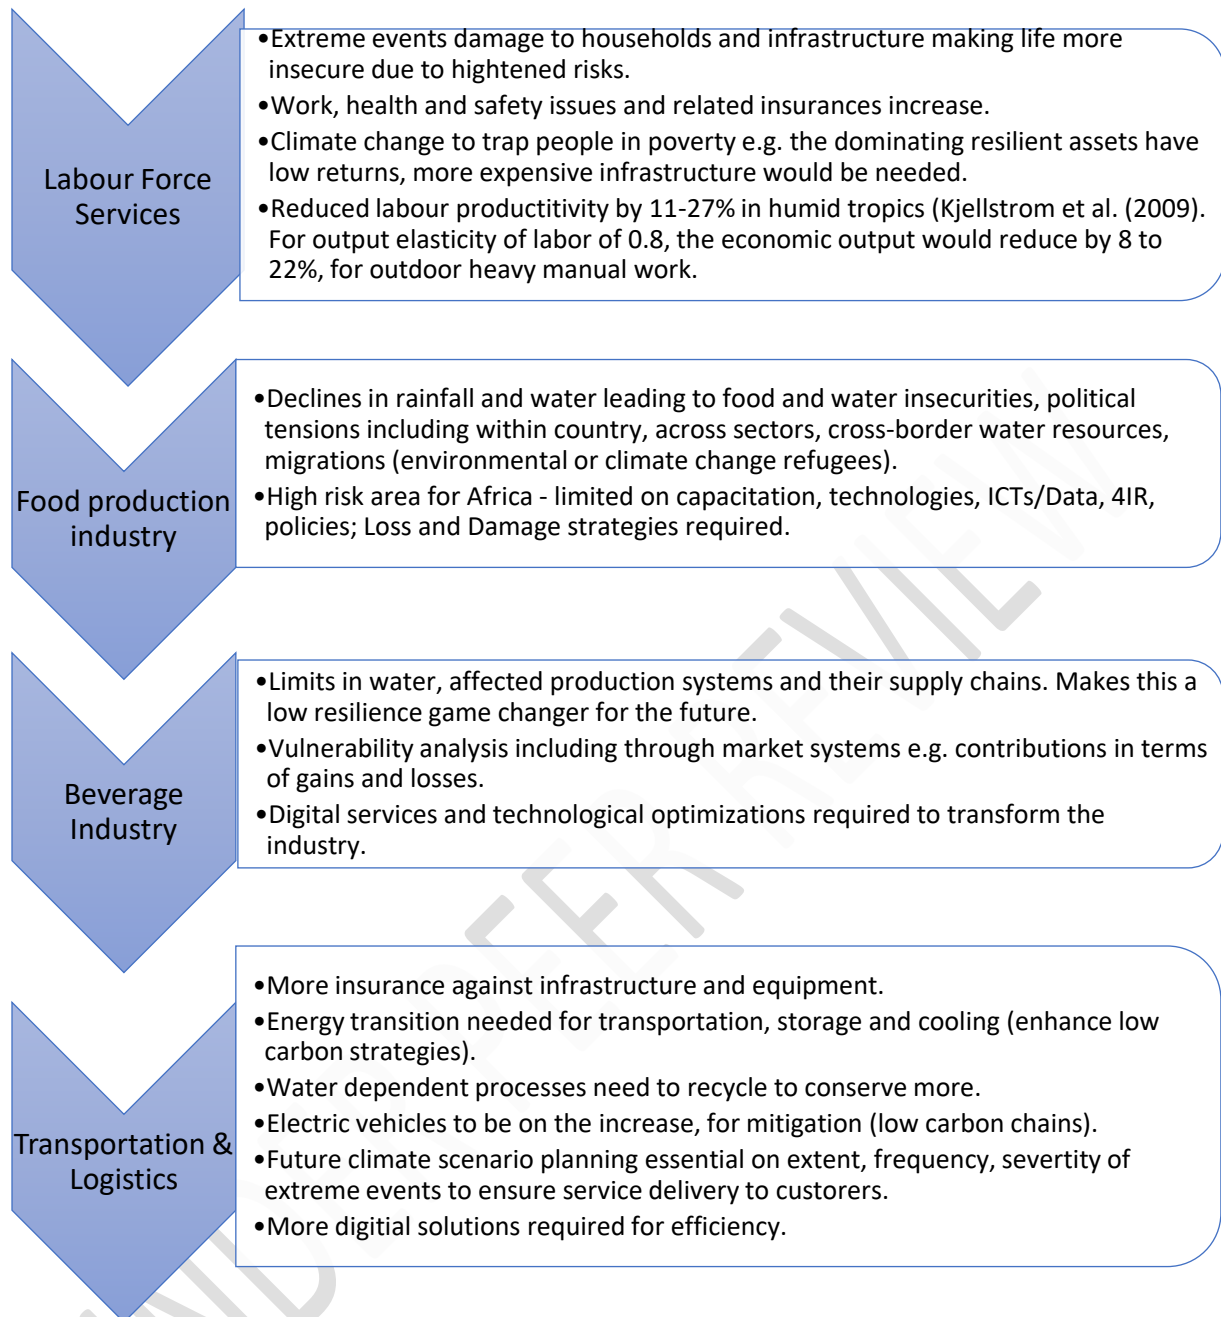 Labour Force
Services
•Extreme events damage to households and infrastructure making life more
insecure due to hightened risks.
•Work, health and safety issues and related insurances increase.
•Climate change to trap people in poverty e.g. the dominating resilient assets have
low returns, more expensive infrastructure would be needed.
•Reduced labour productitivity by 11-27% in humid tropics (Kjellstrom et al. (2009).
For output elasticity of labor of 0.8, the economic output would reduce by 8 to
22%, for outdoor heavy manual work.
Food production
industry
•Declines in rainfall and water leading to food and water insecurities, political
tensions including within country, across sectors, cross-border water resources,
migrations (environmental or climate change refugees).
•High risk area for Africa - limited on capacitation, technologies, ICTs/Data, 4IR,
policies; Loss and Damage strategies required.
Beverage
Industry
•Limits in water, affected production systems and their supply chains. Makes this a
low resilience game changer for the future.
•Vulnerability analysis including through market systems e.g. contributions in terms
of gains and losses.
•Digital services and technological optimizations required to transform the
industry.
Transportation &
Logistics
•More insurance against infrastructure and equipment.
•Energy transition needed for transportation, storage and cooling (enhance low
carbon strategies).
•Water dependent processes need to recycle to conserve more.
•Electric vehicles to be on the increase, for mitigation (low carbon chains).
•Future climate scenario planning essential on extent, frequency, severtity of
extreme events to ensure service delivery to custorers.
•More digitial solutions required for efficiency.
PEER REVIEW